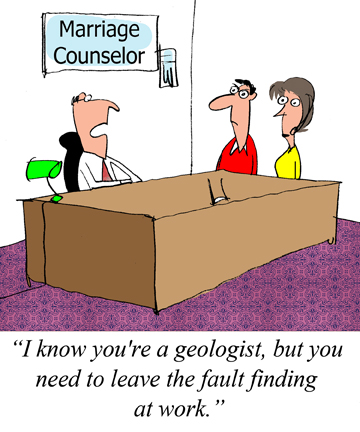 Marriage
Counselor
“I know you're a geologist, but you
need to leave the fault finding
at work.”